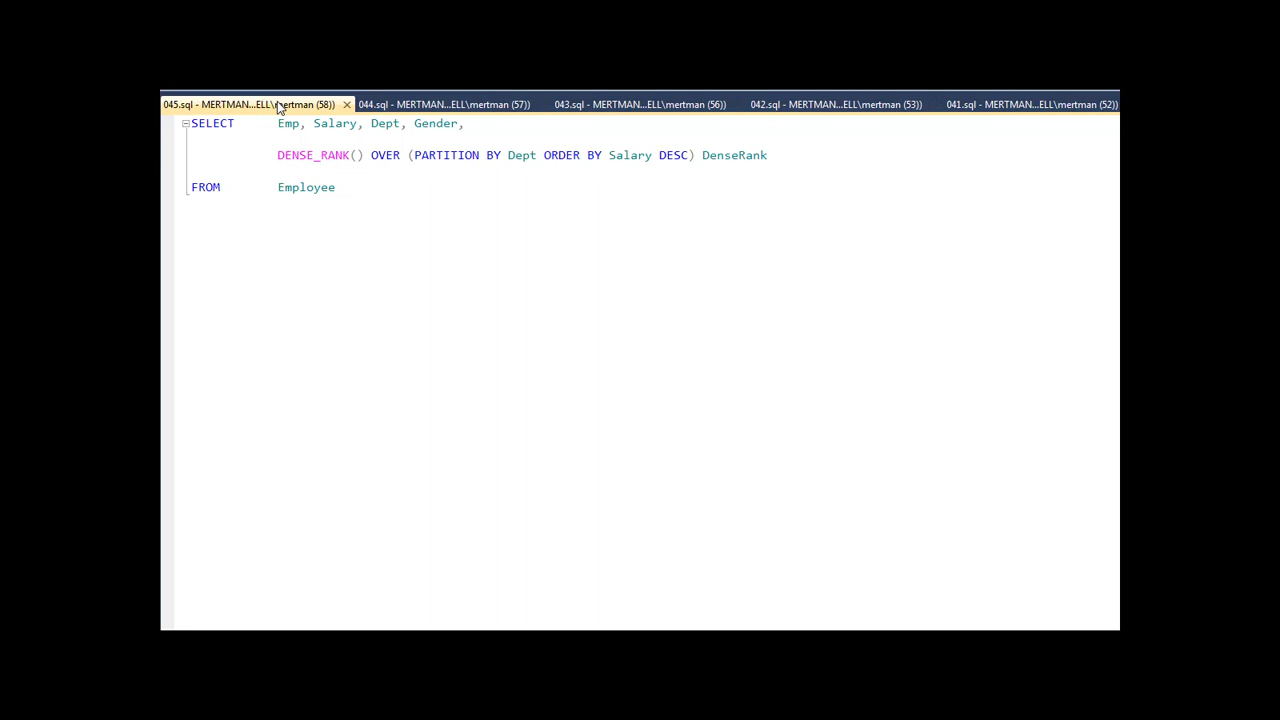 045.sql - MERTMAN...ELL\mertman (58)) 044.sql - MERTMAN...ELL\mertman (57)) 043.sql - MERTMAN...ELL\mertman (56)) 042.sql - MERTMAN...ELL\mertman (53)) 041.sql - MERTMAN...ELL\mertman (52))
SELECT Emp, Salary, Dept, Gender,
DENSE_RANK() OVER (PARTITION BY Dept ORDER BY Salary DESC) DenseRank
FROM Employee